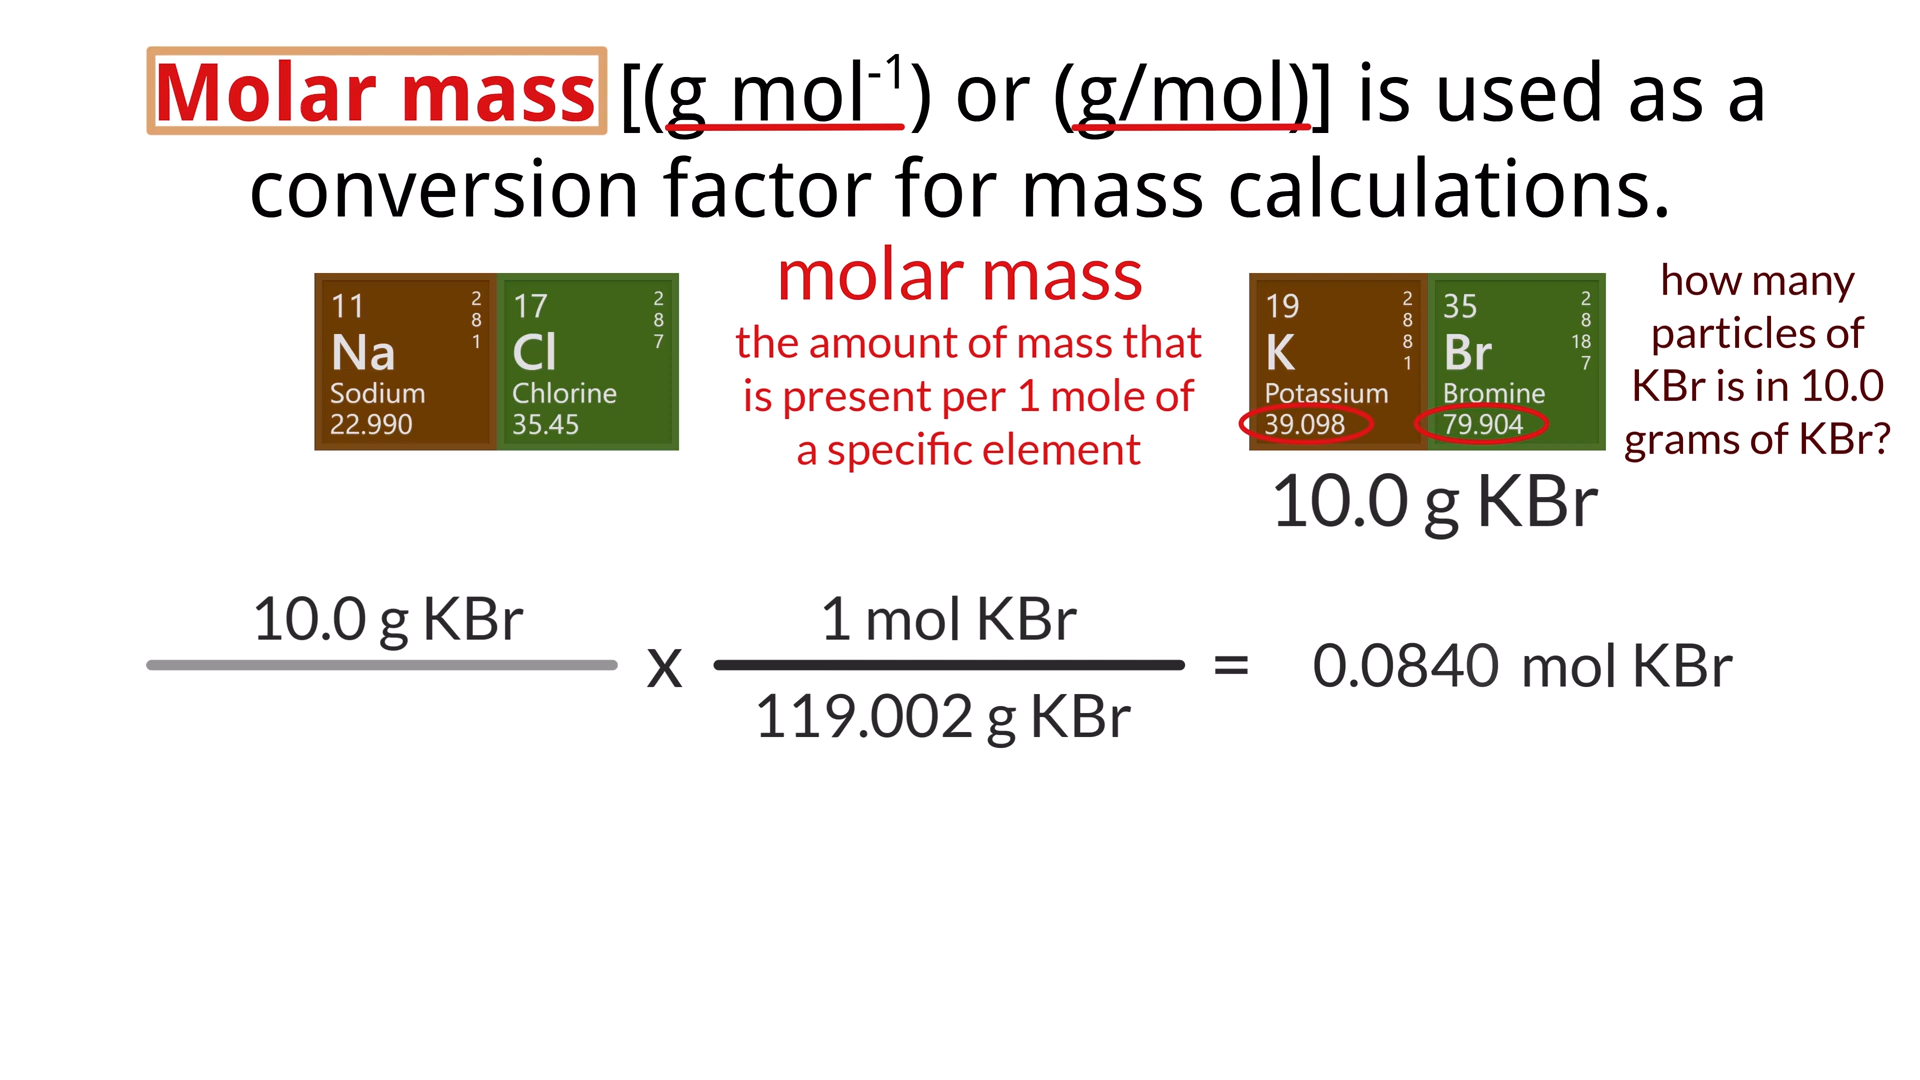 Molar mass [(g mol⁻¹) or (g/mol)] is used as a
conversion factor for mass calculations.
11
2
8
1
Na
Sodium
22.990
17
2
8
7
Cl
Chlorine
35.45
molar mass
the amount of mass that
is present per 1 mole of
a specific element
19
2
8
8
1
K
Potassium
39.098
35
2
8
18
7
Br
Bromine
79.904
how many
particles of
KBr is in 10.0
grams of KBr?
10.0 g KBr
10.0 g KBr
x
1 mol KBr
119.002 g KBr
= 0.0840 mol KBr